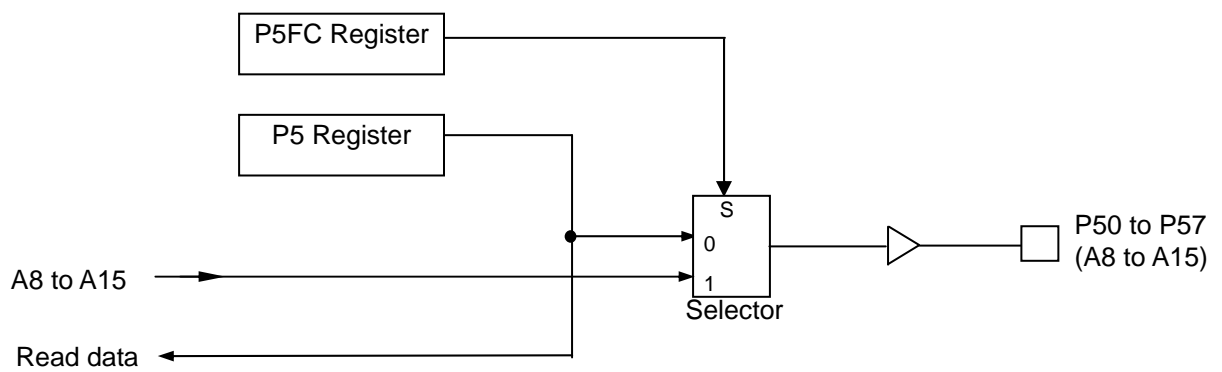 P5FC Register
P5 Register
S
0
1
Selector
P50 to P57
(A8 to A15)
A8 to A15
Read data